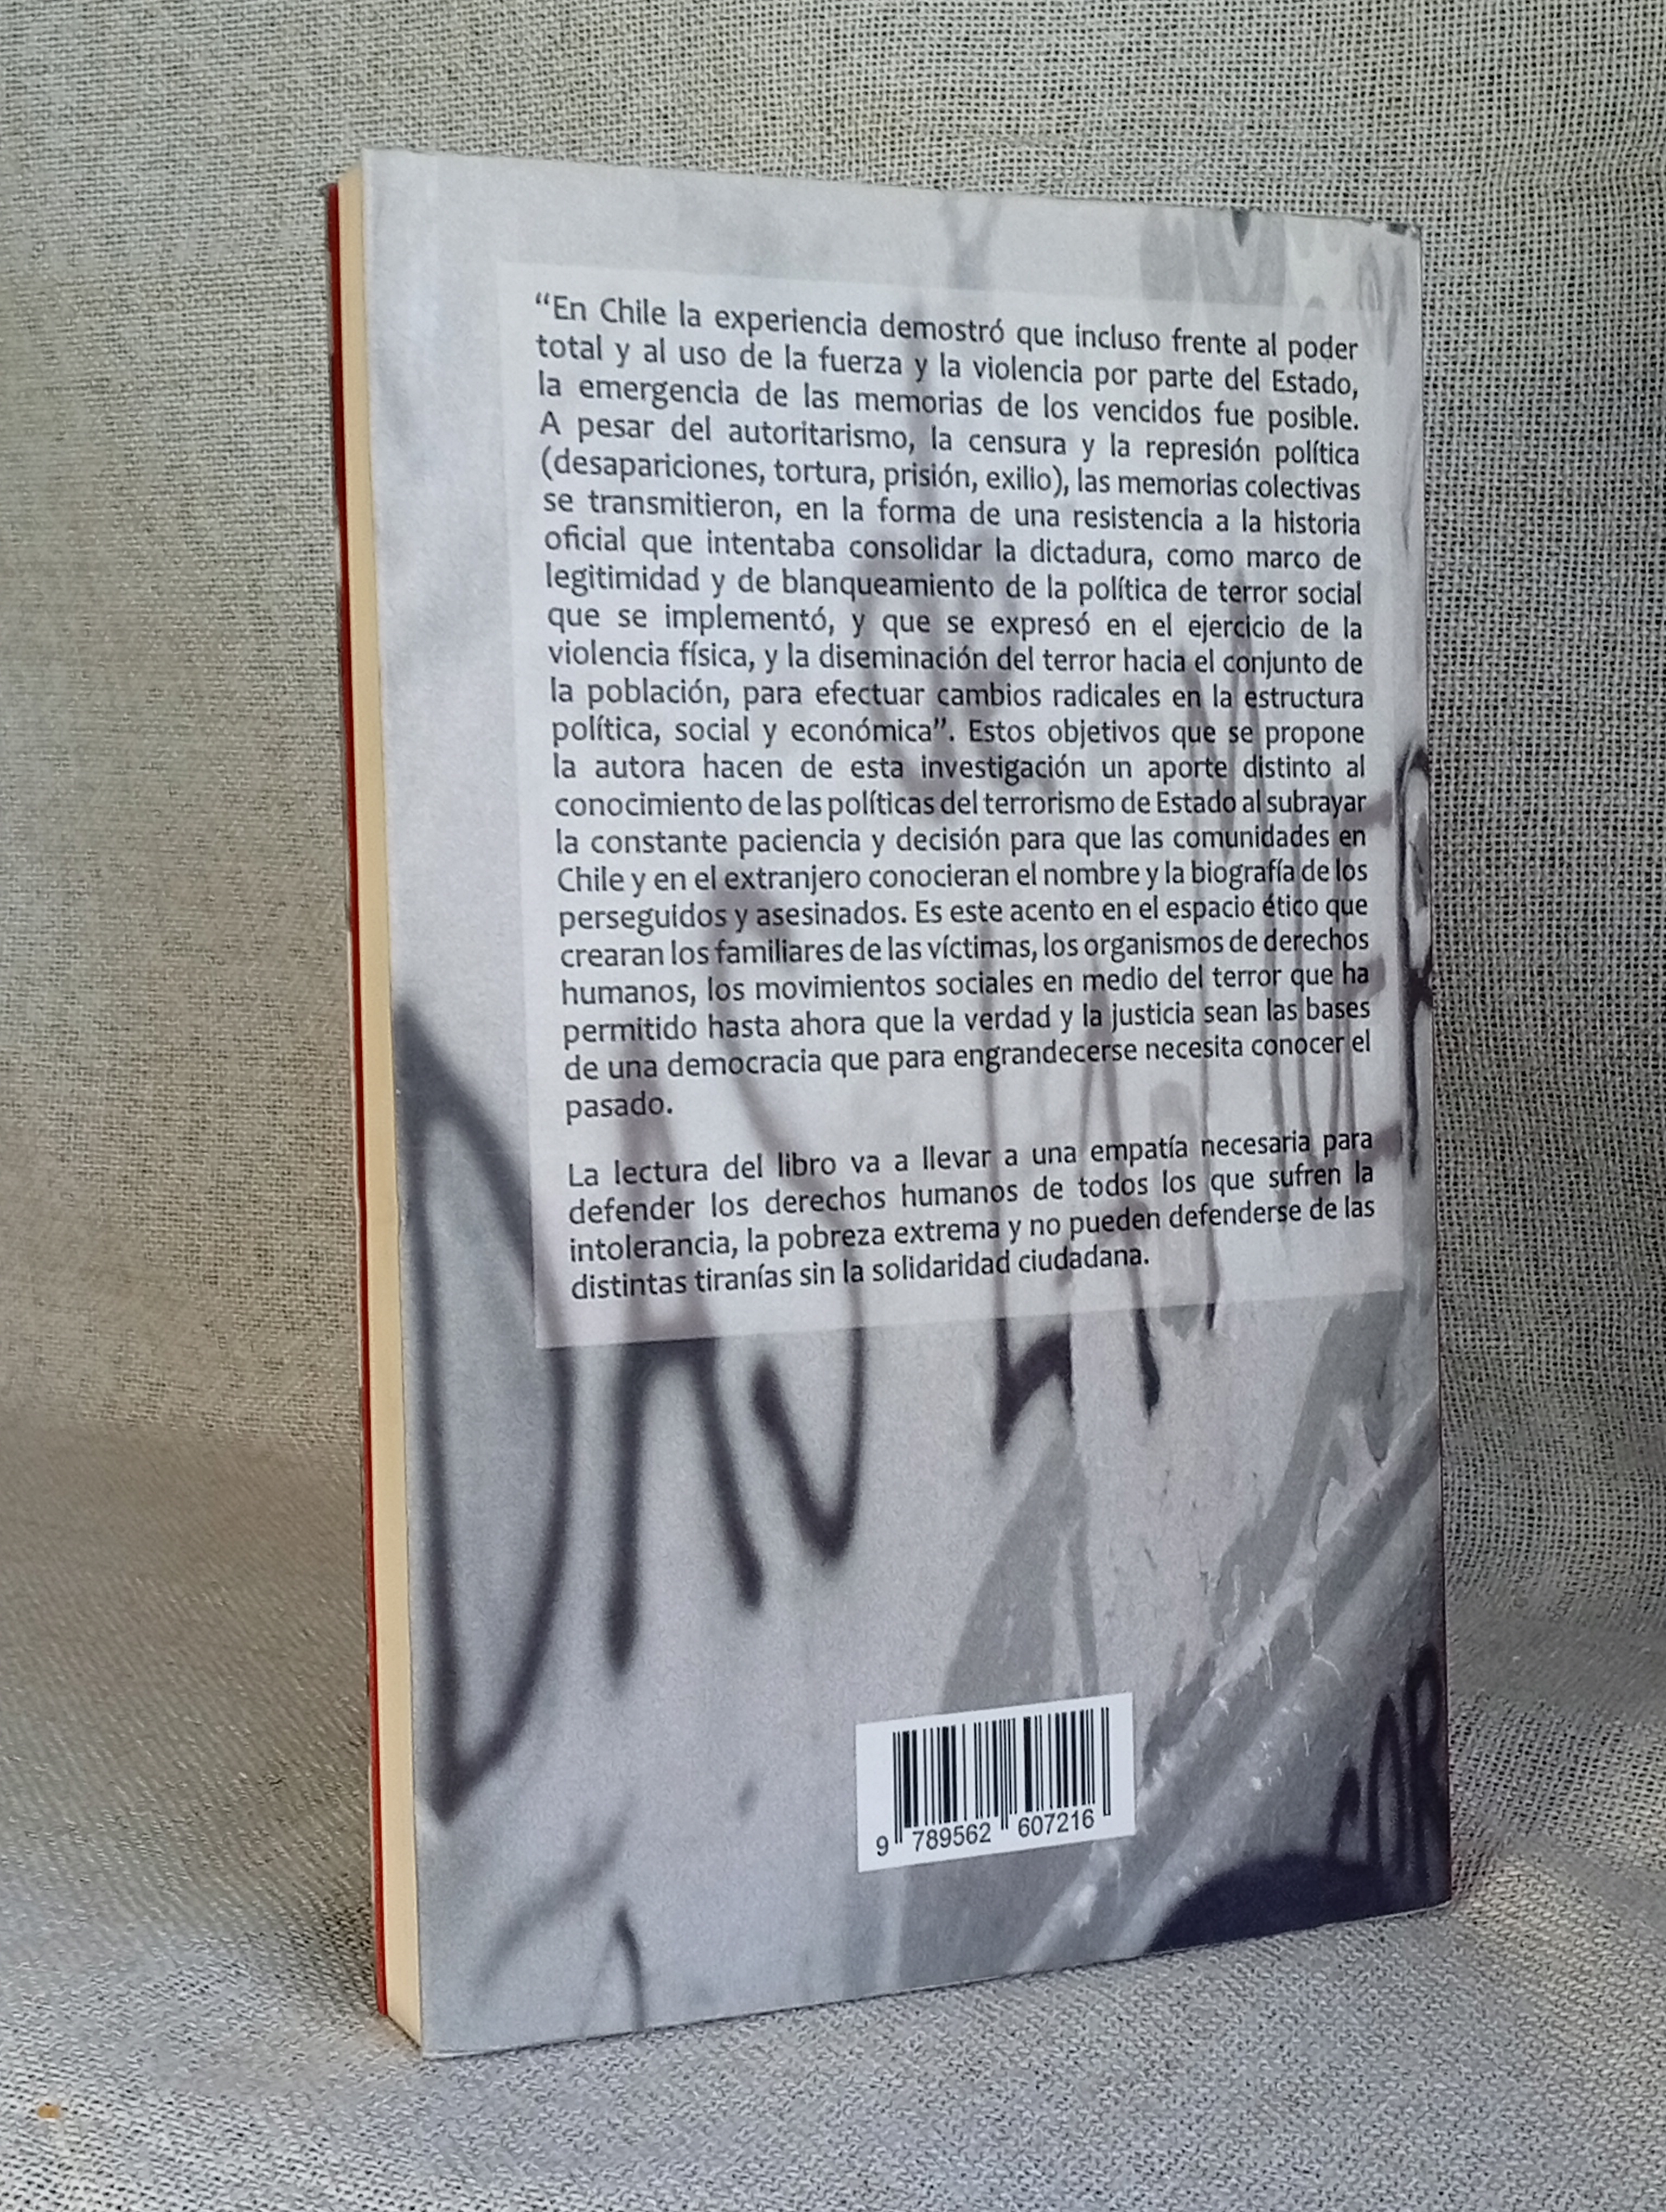 “En Chile la experiencia demostró que incluso frente al poder
total y al uso de la fuerza y la violencia por parte del Estado,
la emergencia de las memorias de los vencidos fue posible.
A pesar del autoritarismo, la censura y la represión política
(desapariciones, tortura, prisión, exilio), las memorias colectivas
se transmitieron, en la forma de una resistencia a la historia
oficial que intentaba consolidar la dictadura, como marco de
legitimidad y de blanqueamiento de la política de terror social
que se implementó, y que se expresó en el ejercicio de la
violencia física, y la diseminación del terror hacia el conjunto de
la población, para efectuar cambios radicales en la estructura
política, social y económica”. Estos objetivos que se propone
la autora hacen de esta investigación un aporte distinto al
conocimiento de las políticas del terrorismo de Estado al subrayar
la constante paciencia y decisión para que las comunidades en
Chile y en el extranjero conocieran el nombre y la biografía de los
perseguidos y asesinados. Es este acento en el espacio ético que
crearan los familiares de las víctimas, los organismos de derechos
humanos, los movimientos sociales en medio del terror que ha
permitido hasta ahora que la verdad y la justicia sean las bases
de una democracia que para engrandecerse necesita conocer el
pasado.
La lectura del libro va a llevar a una empatía necesaria para
defender los derechos humanos de todos los que sufren la
intolerancia, la pobreza extrema y no pueden defenderse de las
distintas tiranías sin la solidaridad ciudadana.
9 789562 607216